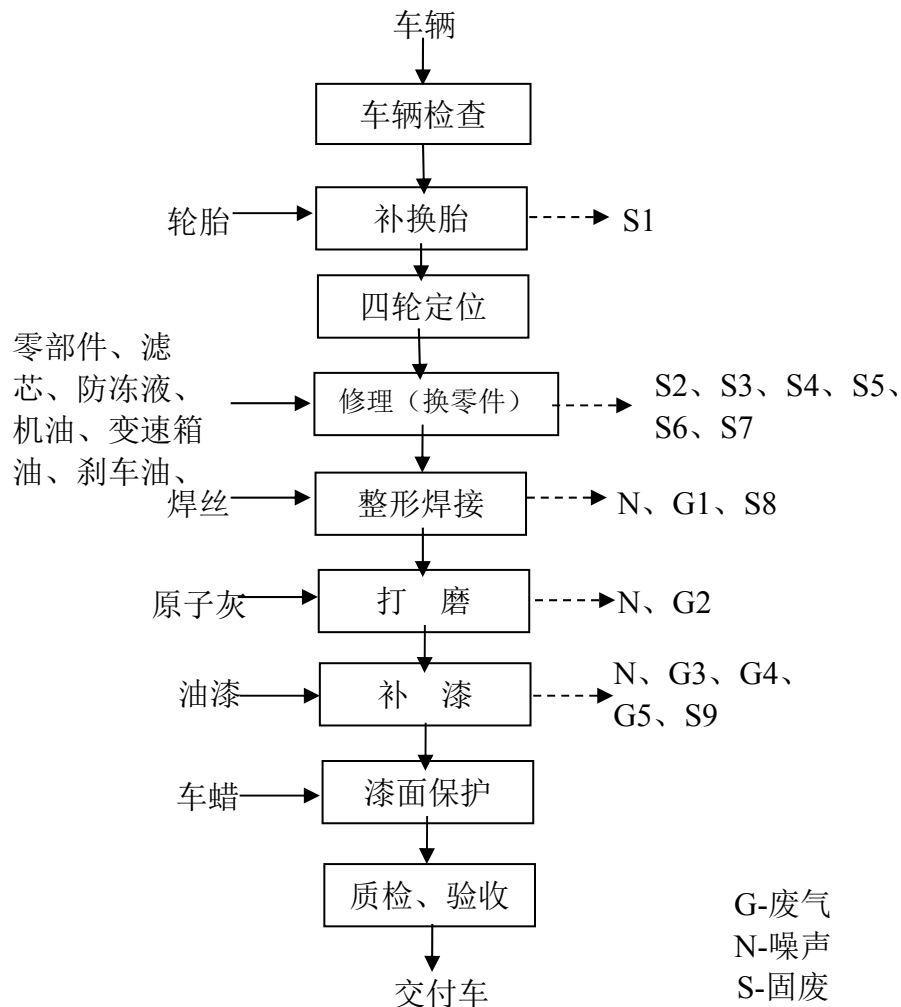 车辆
车辆检查
轮胎
补换胎
S1
四轮定位
零部件、滤
芯、防冻液、
机油、变速箱
油、刹车油、
修理（换零件）
S2、S3、S4、S5、
S6、S7
焊丝
整形焊接
N、G1、S8
原子灰
打 磨
N、G2
油漆
补 漆
N、G3、G4、
G5、S9
车蜡
漆面保护
质检、验收
交付车
G-废气
N-噪声
S-固废